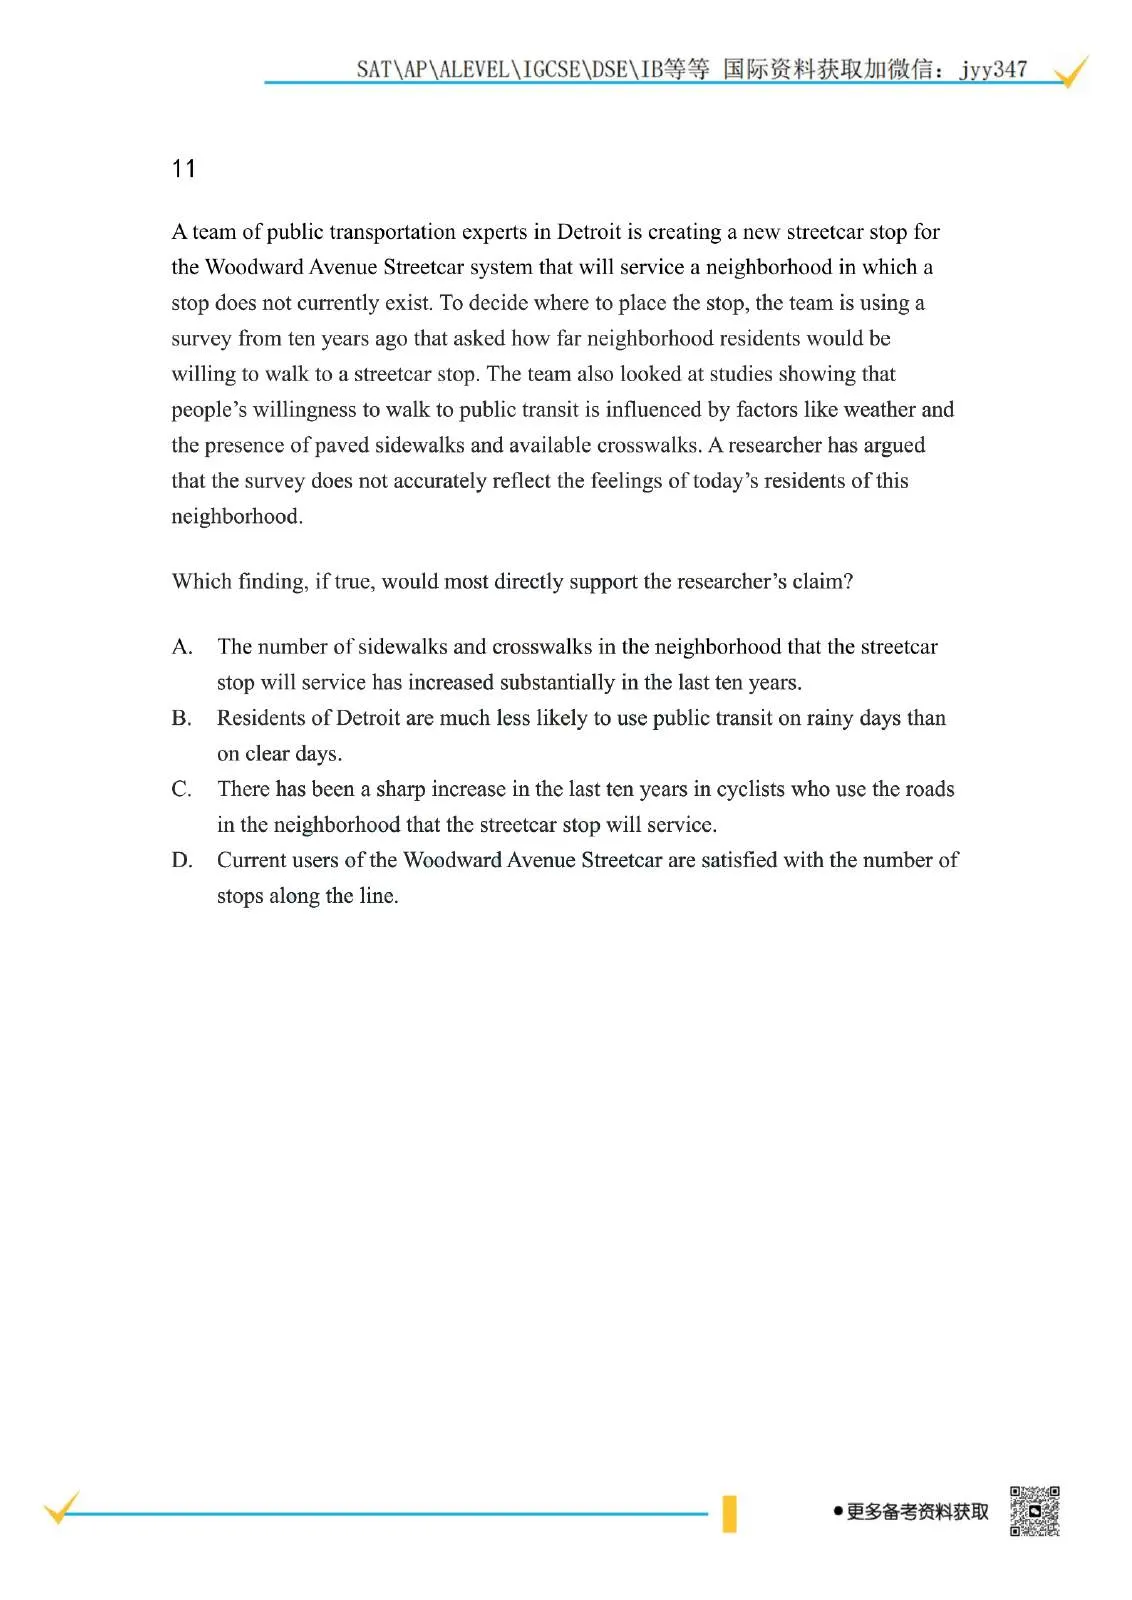 SAT\AP\ALEVEL\IGCSE\DSE\IB等等 国际资料获取加微信：jyy347
11
A team of public transportation experts in Detroit is creating a new streetcar stop for
the Woodward Avenue Streetcar system that will service a neighborhood in which a
stop does not currently exist. To decide where to place the stop, the team is using a
survey from ten years ago that asked how far neighborhood residents would be
willing to walk to a streetcar stop. The team also looked at studies showing that
people’s willingness to walk to public transit is influenced by factors like weather and
the presence of paved sidewalks and available crosswalks. A researcher has argued
that the survey does not accurately reflect the feelings of today’s residents of this
neighborhood.
Which finding, if true, would most directly support the researcher’s claim?
A. The number of sidewalks and crosswalks in the neighborhood that the streetcar
stop will service has increased substantially in the last ten years.
B. Residents of Detroit are much less likely to use public transit on rainy days than
on clear days.
C. There has been a sharp increase in the last ten years in cyclists who use the roads
in the neighborhood that the streetcar stop will service.
D. Current users of the Woodward Avenue Streetcar are satisfied with the number of
stops along the line.
●更多备考资料获取